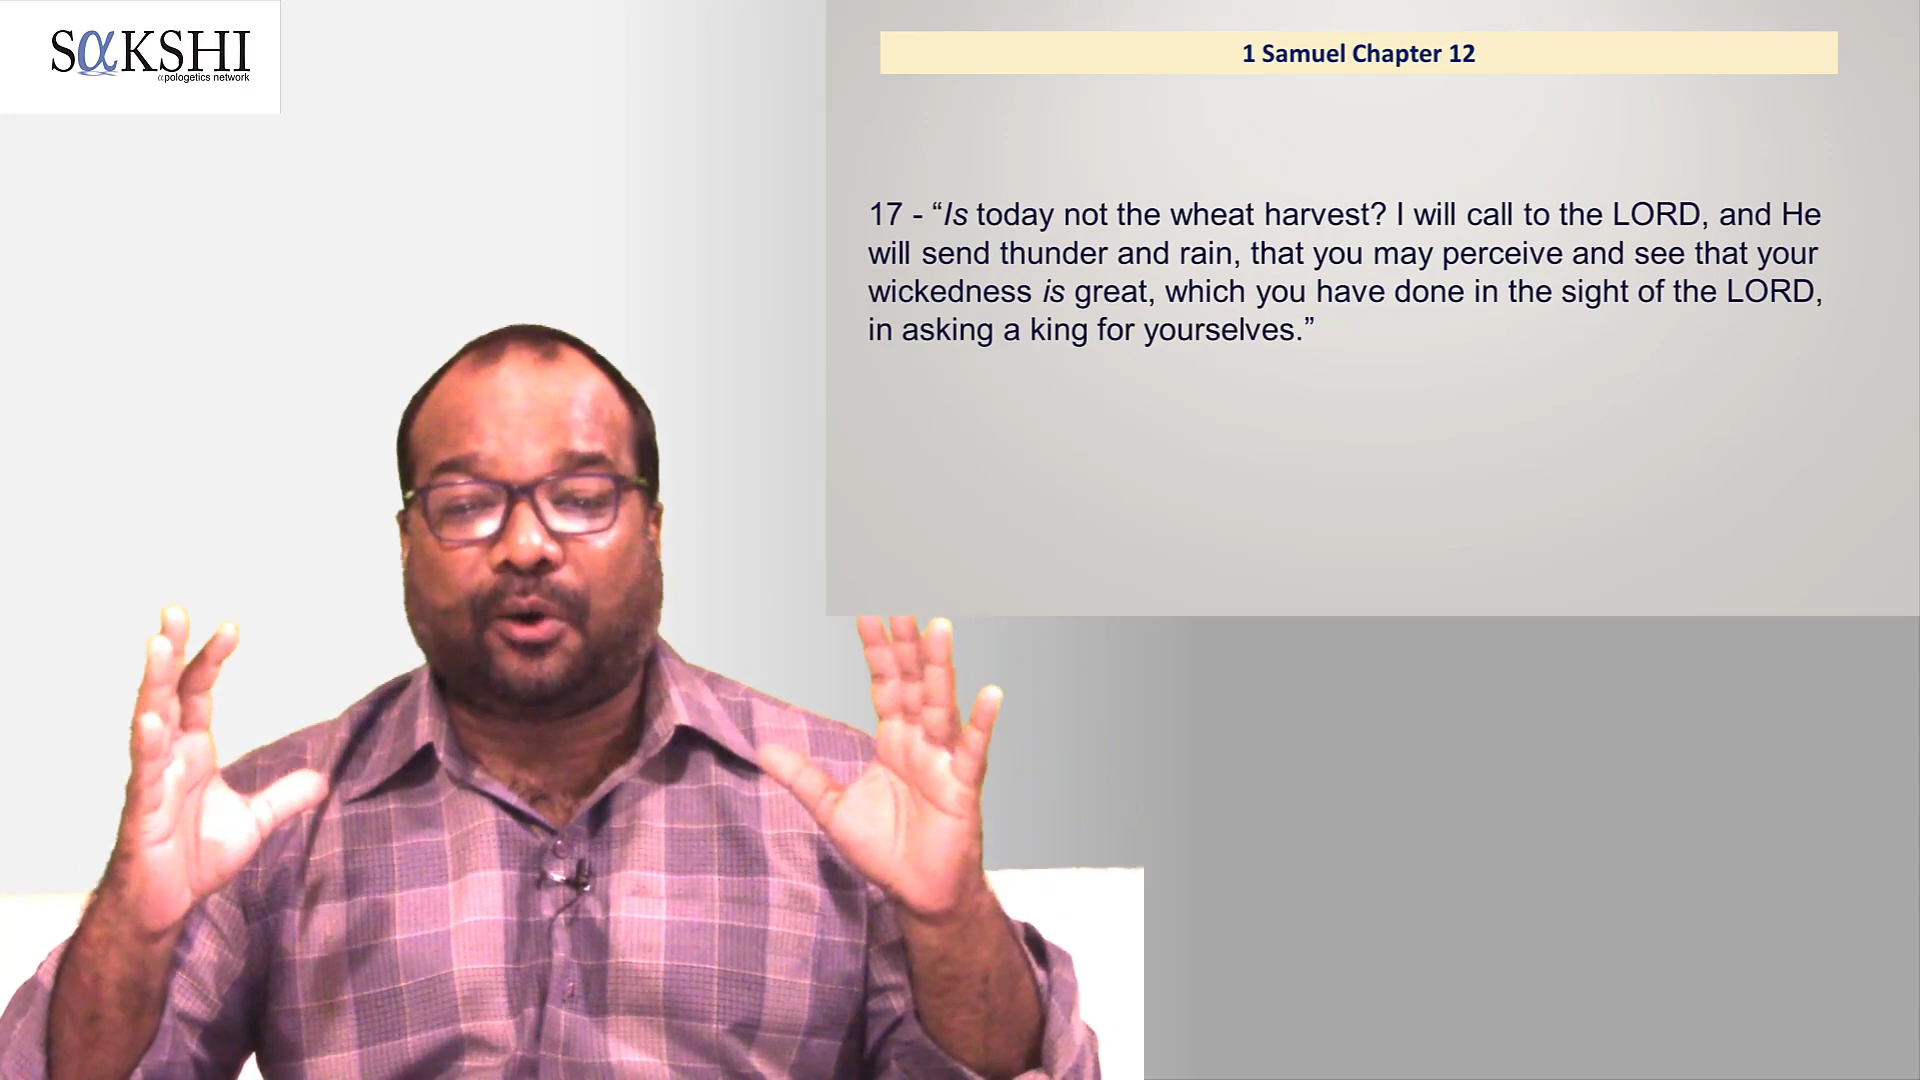 SαKSHI
αpologetics network
1 Samuel Chapter 12
17 - “Is today not the wheat harvest? I will call to the LORD, and He
will send thunder and rain, that you may perceive and see that your
wickedness is great, which you have done in the sight of the LORD,
in asking a king for yourselves.”